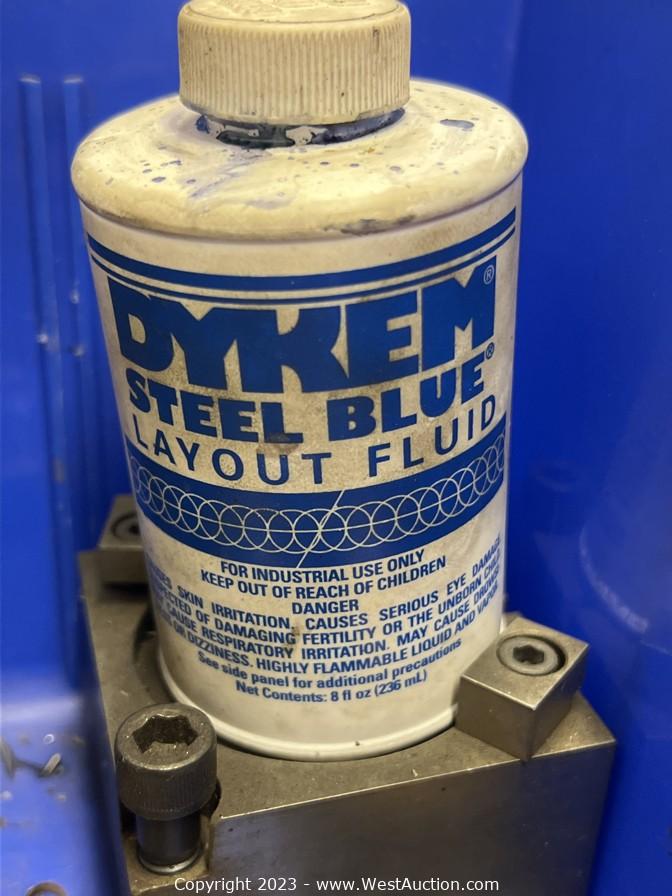 DYKEM®
STEEL BLUE®
LAYOUT FLUID
FOR INDUSTRIAL USE ONLY
KEEP OUT OF REACH OF CHILDREN
DANGER
SKIN IRRITATION, CAUSES SERIOUS EYE DAMAGE
OF DAMAGING FERTILITY OR THE UNBORN CHILD
CAUSE RESPIRATORY IRRITATION. MAY CAUSE
OR DIZZINESS. HIGHLY FLAMMABLE LIQUID AND VAPOR
See side panel for additional precautions
Net Contents: 8 fl oz (236 mL)
Copyright 2023 - www.WestAuction.com